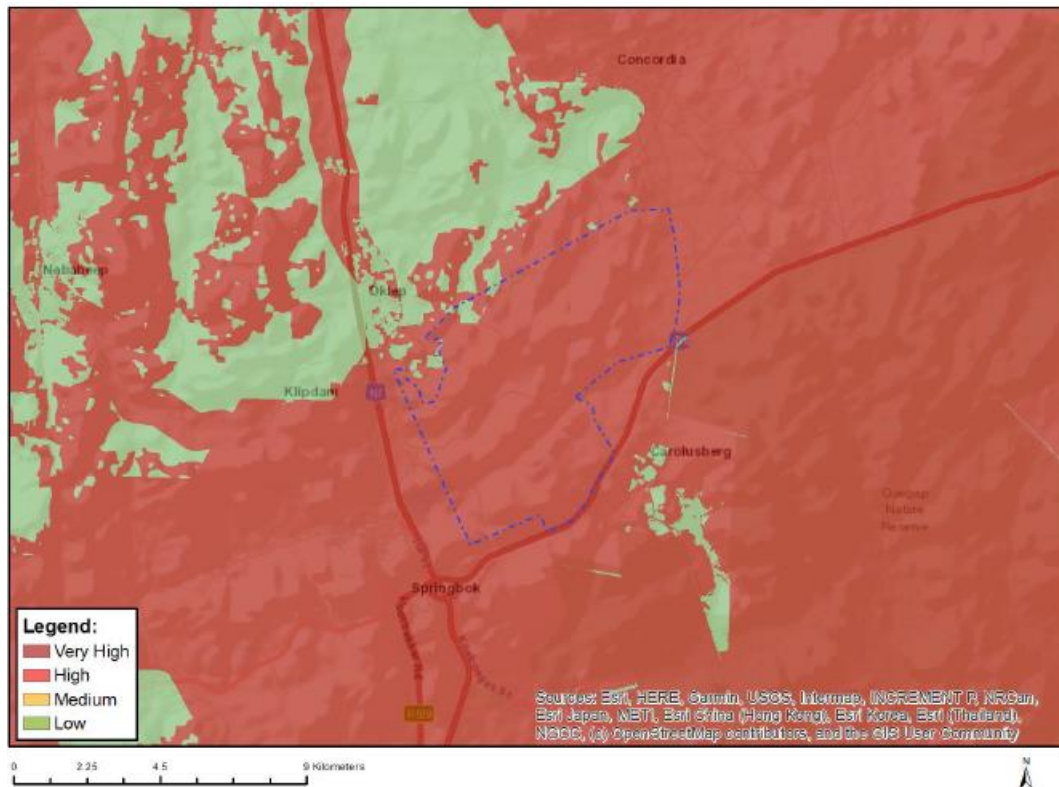 Concordia
Nababeep
Okiep
Klipdam
N7
Carolusberg
Goegap
Nature
Reserve
Springbok
Legend:
Very High
High
Medium
Low
Sources: Esri, HERE, Garmin, USGS, Intermap, INCREMENT P, NRCan,
Esri Japan, METI, Esri China (Hong Kong), Esri Korea, Esri (Thailand),
NGCC, (c) OpenStreetMap contributors, and the GIS User Community
0 2.25 4.5 9 Kilometers
N